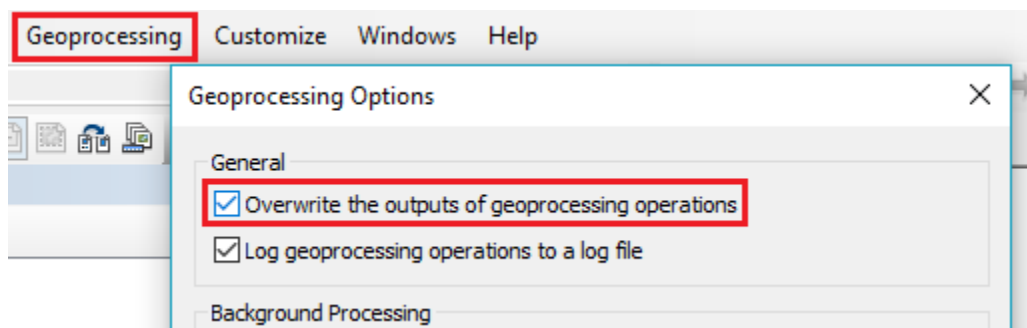 Geoprocessing Customize Windows Help
Geoprocessing Options
General
Overwrite the outputs of geoprocessing operations
Log geoprocessing operations to a log file
Background Processing